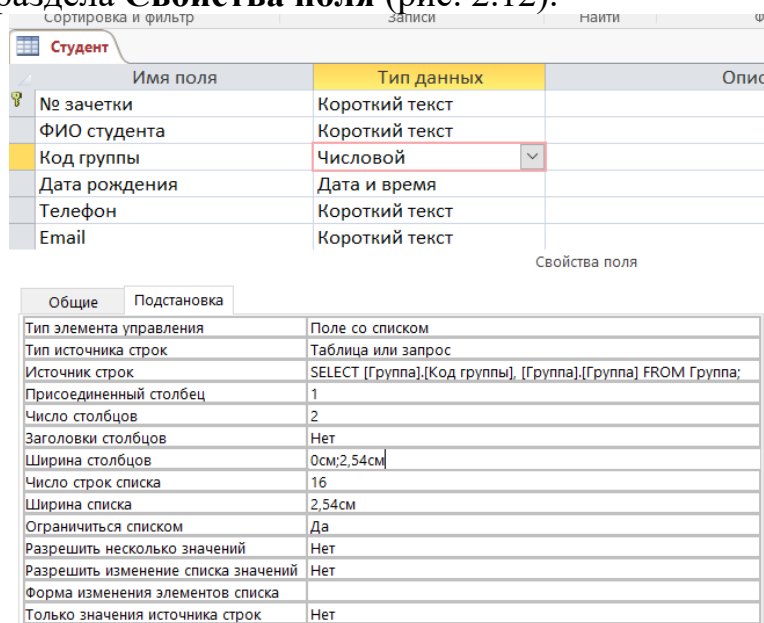 раздела Свойства поля (рис. 2.12).
Сортировка и фильтр Записи Найти
Студент
Имя поля Тип данных Опис
№ зачетки Короткий текст
ФИО студента Короткий текст
Код группы Числовой
Дата рождения Дата и время
Телефон Короткий текст
Email Короткий текст
Свойства поля
Общие Подстановка
Тип элемента управления Поле со списком
Тип источника строк Таблица или запрос
Источник строк SELECT [Группа].[Код группы], [Группа].[Группа] FROM Группа;
Присоединенный столбец 1
Число столбцов 2
Заголовки столбцов Нет
Ширина столбцов 0см;2,54см
Число строк списка 16
Ширина списка 2,54см
Ограничиться списком Да
Разрешить несколько значений Нет
Разрешить изменение списка значений Нет
Форма изменения элементов списка
Только значения источника строк Нет